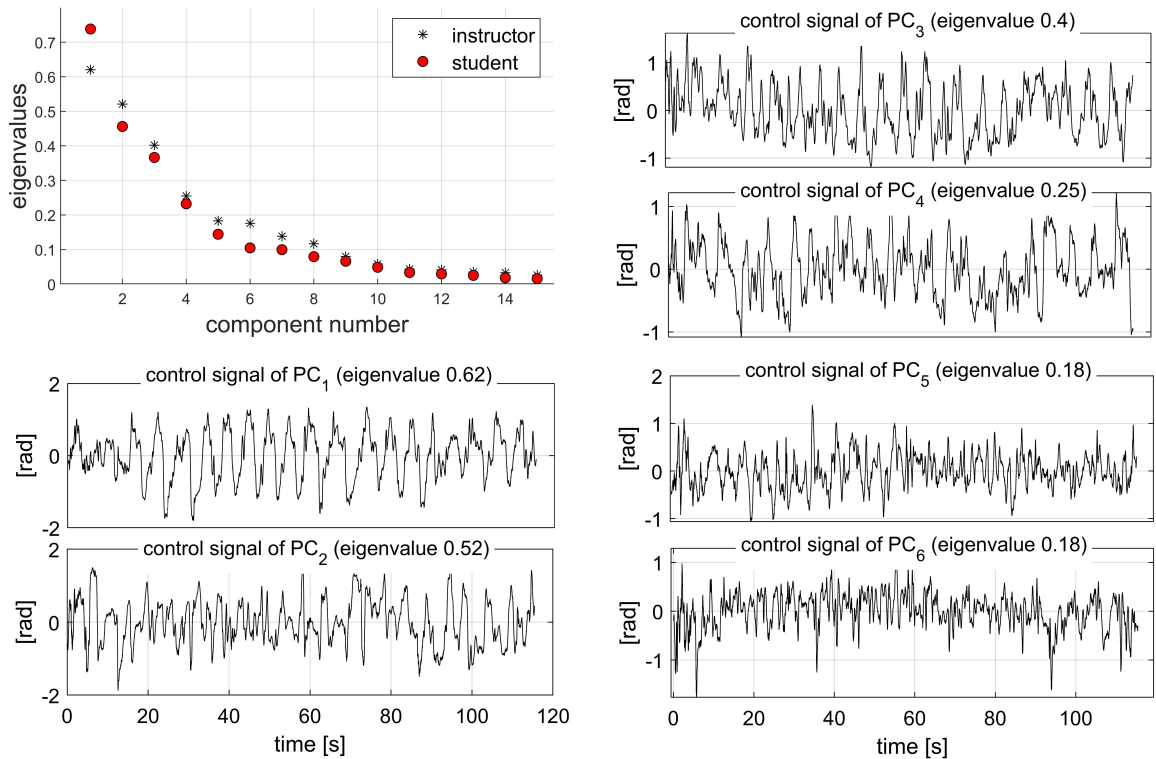 instructor
student
eigenvalues
0.7
0.6
0.5
0.4
0.3
0.2
0.1
0
2 4 6 8 10 12 14
component number
control signal of PC1 (eigenvalue 0.62)
[rad]
2
0
-2
control signal of PC2 (eigenvalue 0.52)
[rad]
2
0
-2
0 20 40 60 80 100 120
time [s]
control signal of PC3 (eigenvalue 0.4)
[rad]
1
0
-1
control signal of PC4 (eigenvalue 0.25)
[rad]
1
0
-1
control signal of PC5 (eigenvalue 0.18)
[rad]
2
1
0
-1
control signal of PC6 (eigenvalue 0.18)
[rad]
1
0
-1
0 20 40 60 80 100
time [s]